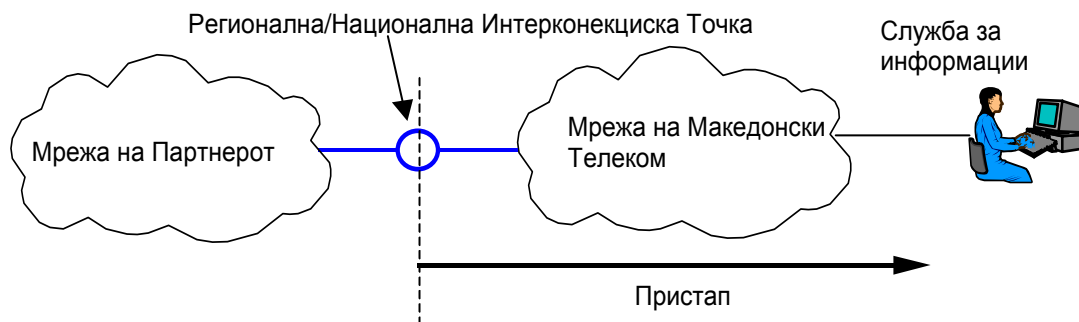 Регионална/Национална Интерконекциска Точка
Служба за
информации
Мрежа на Партнерот
Мрежа на Македонски
Телеком
Пристап